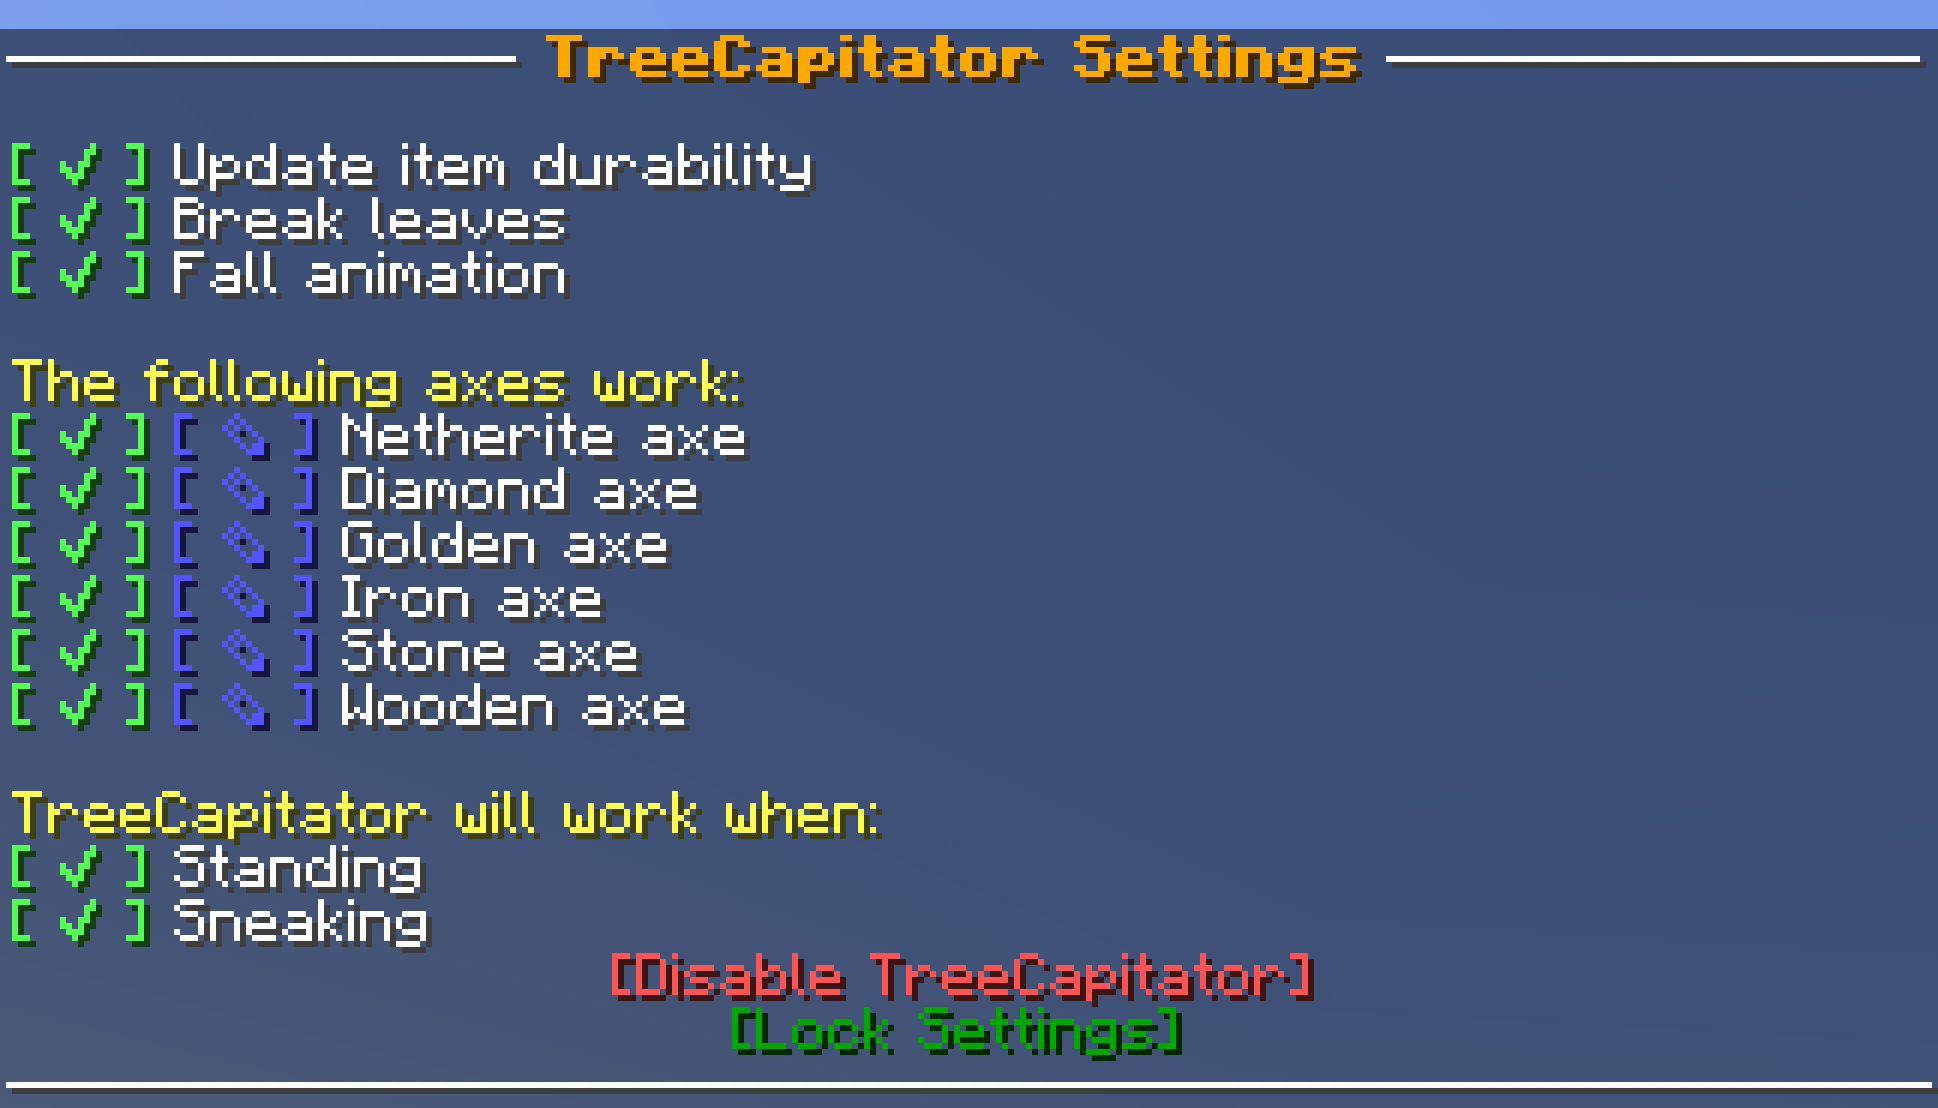 TreeCapitator Settings
[ ✔ ] Update item durability
[ ✔ ] Break leaves
[ ✔ ] Fall animation
The following axes work:
[ ✔ ] [ ✎ ] Netherite axe
[ ✔ ] [ ✎ ] Diamond axe
[ ✔ ] [ ✎ ] Golden axe
[ ✔ ] [ ✎ ] Iron axe
[ ✔ ] [ ✎ ] Stone axe
[ ✔ ] [ ✎ ] Wooden axe
TreeCapitator will work when:
[ ✔ ] Standing
[ ✔ ] Sneaking
[Disable TreeCapitator]
[Lock Settings]